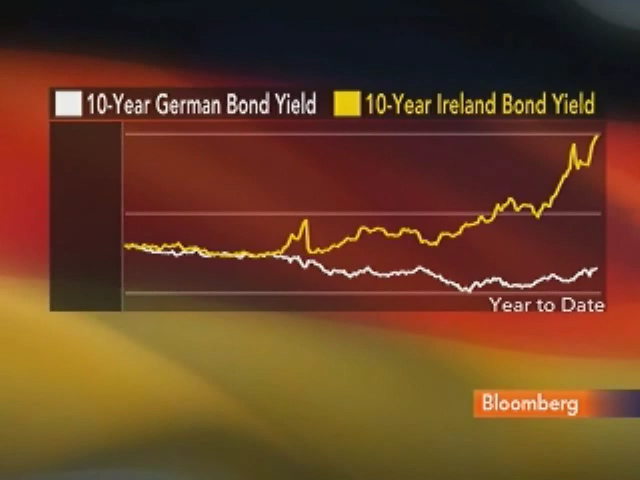 10-Year German Bond Yield 10-Year Ireland Bond Yield
Year to Date
Bloomberg